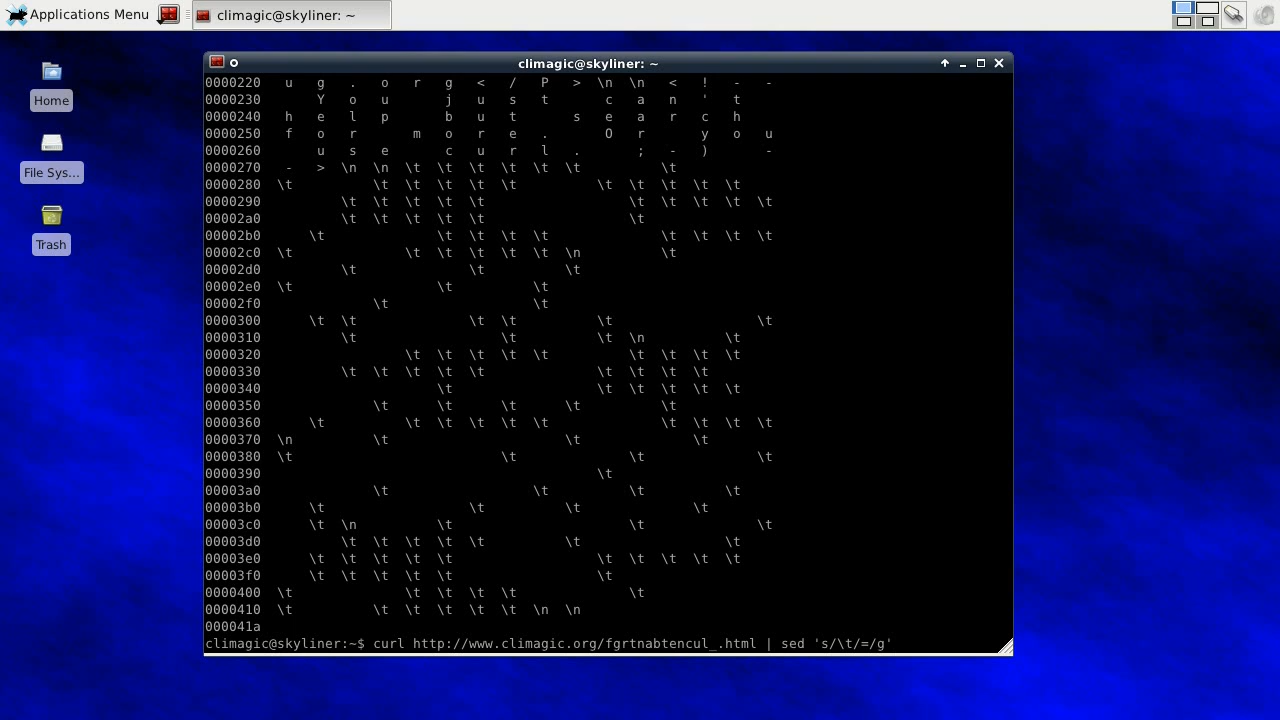 Applications Menu
climagic@skyliner: ~
Home
File Sys...
Trash
climagic@skyliner: ~
0000220 u g . o r g < / P > \n \n < ! - -
0000230 Y o u j u s t c a n ' t
0000240 h e l p b u t s e a r c h
0000250 f o r m o r e . O r y o u
0000260 u s e c u r l . ; - ) -
0000270 - > \n \n \t \t \t \t \t \t \t
0000280 \t \t \t \t \t \t \t \t \t \t \t
0000290 \t \t \t \t \t \t \t \t \t \t
00002a0 \t \t \t \t \t \t
00002b0 \t \t \t \t \t \t \t \t \t
00002c0 \t \t \t \t \t \t \n \t
00002d0 \t \t \t
00002e0 \t \t \t
00002f0 \t \t
0000300 \t \t \t \t \t \t
0000310 \t \t \t \n \t
0000320 \t \t \t \t \t \t \t \t \t
0000330 \t \t \t \t \t \t \t \t \t
0000340 \t \t \t \t \t \t
0000350 \t \t \t \t \t
0000360 \t \t \t \t \t \t \t \t \t \t
0000370 \n \t \t \t
0000380 \t \t \t \t
0000390 \t
00003a0 \t \t \t \t
00003b0 \t \t \t \t
00003c0 \t \n \t \t \t
00003d0 \t \t \t \t \t \t \t
00003e0 \t \t \t \t \t \t \t \t \t \t
00003f0 \t \t \t \t \t \t
0000400 \t \t \t \t \t \t
0000410 \t \t \t \t \t \t \n \n
000041a
climagic@skyliner:~$ curl http://www.climagic.org/fgrtnabtencul_.html | sed 's/\t/=/g'